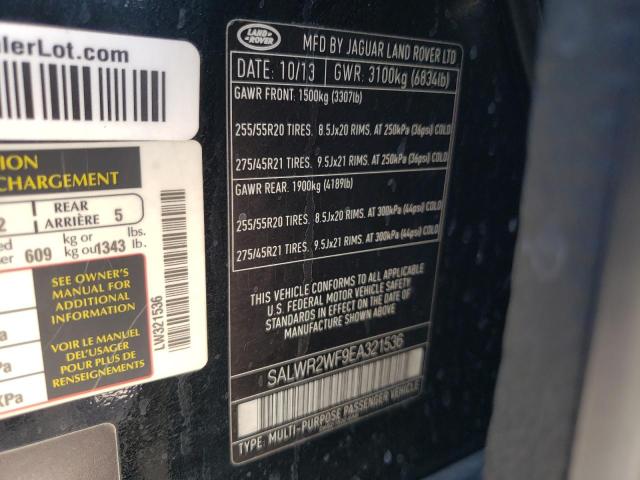 alerLot.com
ION
CHARGEMENT
2
REAR
ARRIÈRE 5
609
kg or
kg ou 1343 lb.
lb.
SEE OWNER'S
MANUAL FOR
ADDITIONAL
INFORMATION
VOIR LE MANUEL
DE L'USAGER
POUR PLUS DE
RENSEIGNEMENTS
kPa
LW321536
LAND ROVER
MFD BY JAGUAR LAND ROVER LTD
DATE: 10/13 GWR: 3100kg (6834lb)
GAWR FRONT: 1500kg (3307lb)
255/55R20 TIRES. 8.5Jx20 RIMS. AT 250kPa (36psi) COLD
275/45R21 TIRES. 9.5Jx21 RIMS. AT 250kPa (36psi) COLD
GAWR REAR. 1900kg (4189lb)
255/55R20 TIRES. 8.5Jx20 RIMS. AT 300kPa (44psi) COLD
275/45R21 TIRES. 9.5Jx21 RIMS. AT 300kPa (44psi) COLD
THIS VEHICLE CONFORMS TO ALL APPLICABLE
U.S. FEDERAL MOTOR VEHICLE SAFETY
STANDARDS IN EFFECT ON THE DATE OF
MANUFACTURE SHOWN ABOVE.
SALWR2WF9EA321536
TYPE: MULTI-PURPOSE PASSENGER VEHICLE